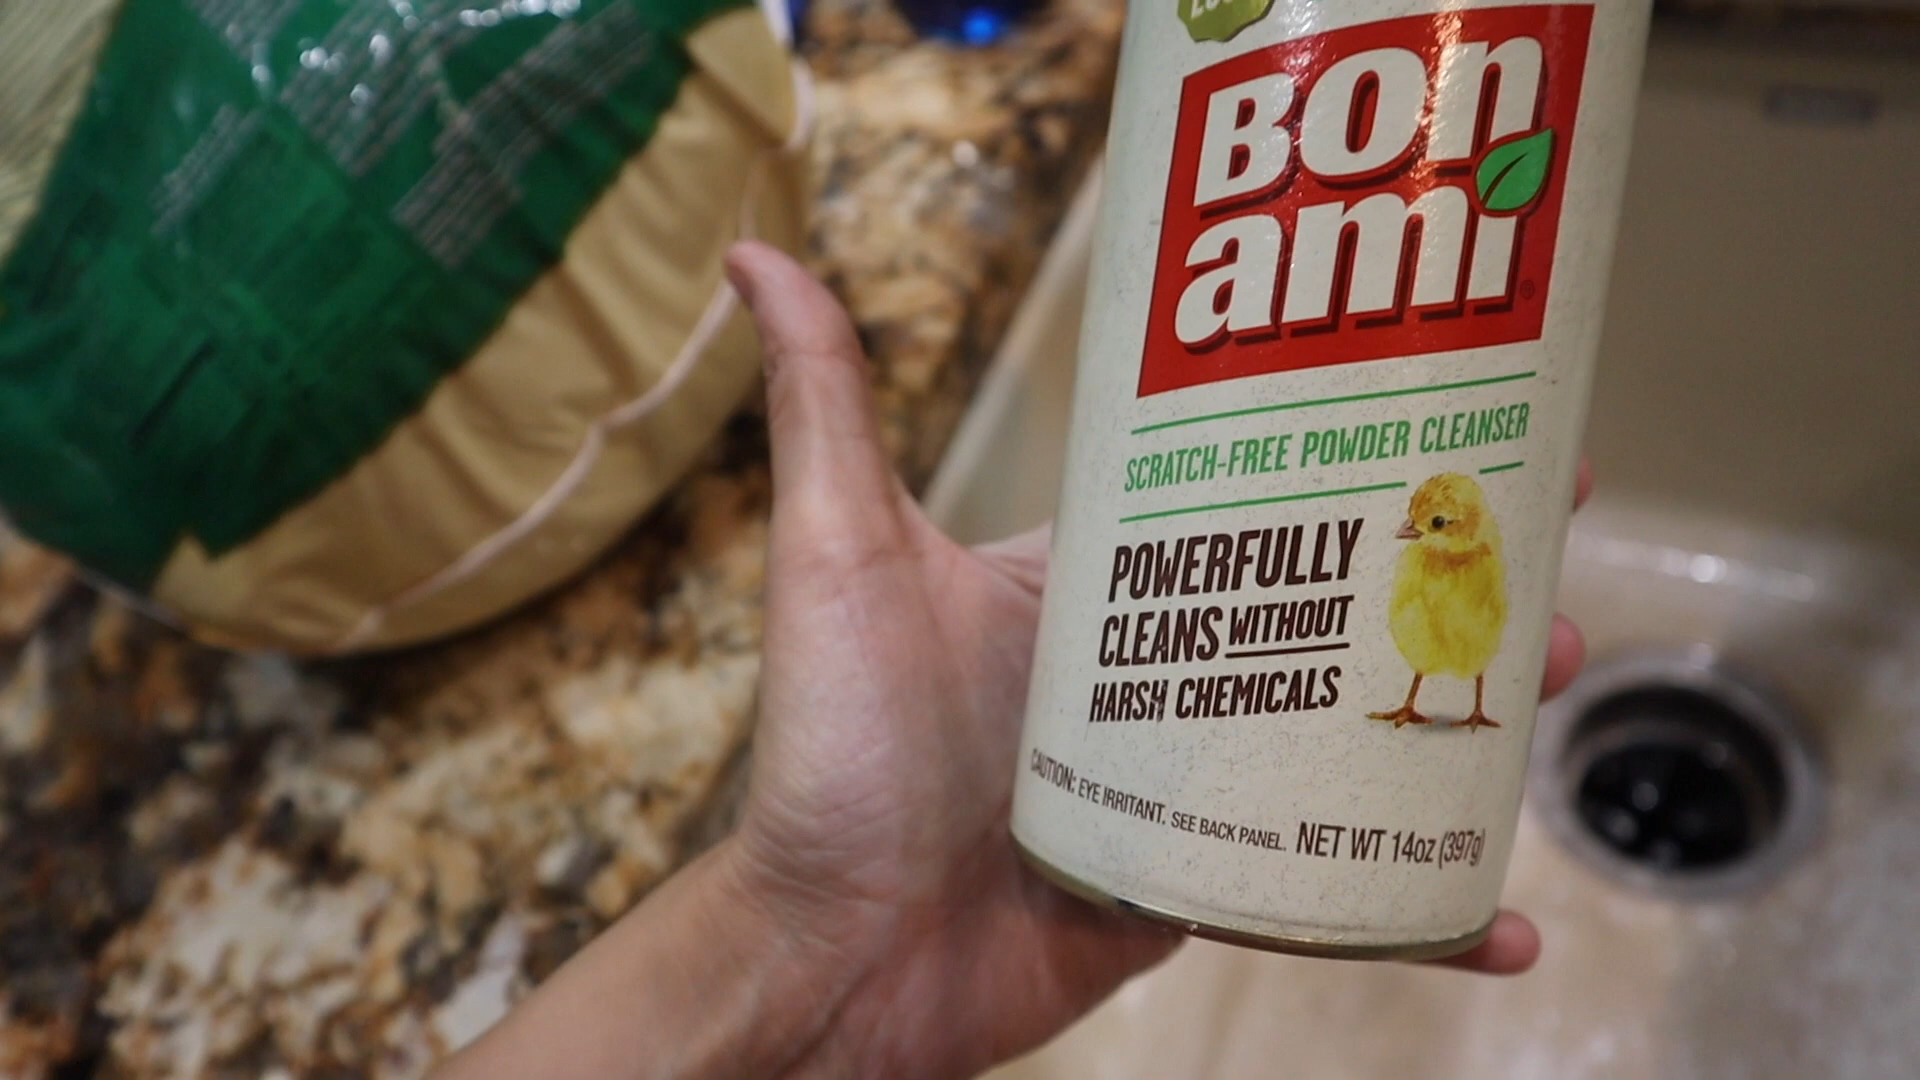 Bon
ami
SCRATCH-FREE POWDER CLEANSER
POWERFULLY
CLEANS WITHOUT
HARSH CHEMICALS
CAUTION: EYE IRRITANT. SEE BACK PANEL. NET WT 14oz (397g)